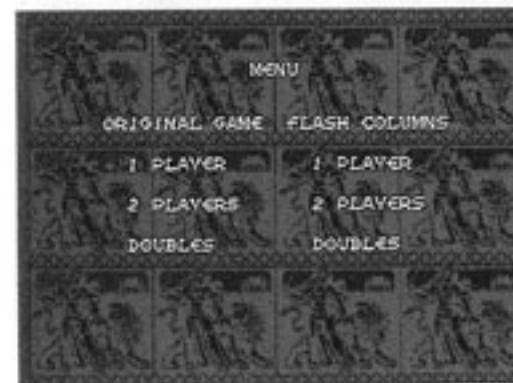 MENU
ORIGINAL GAME FLASH COLUMNS
1 PLAYER 1 PLAYER
2 PLAYERS 2 PLAYERS
DOUBLES DOUBLES